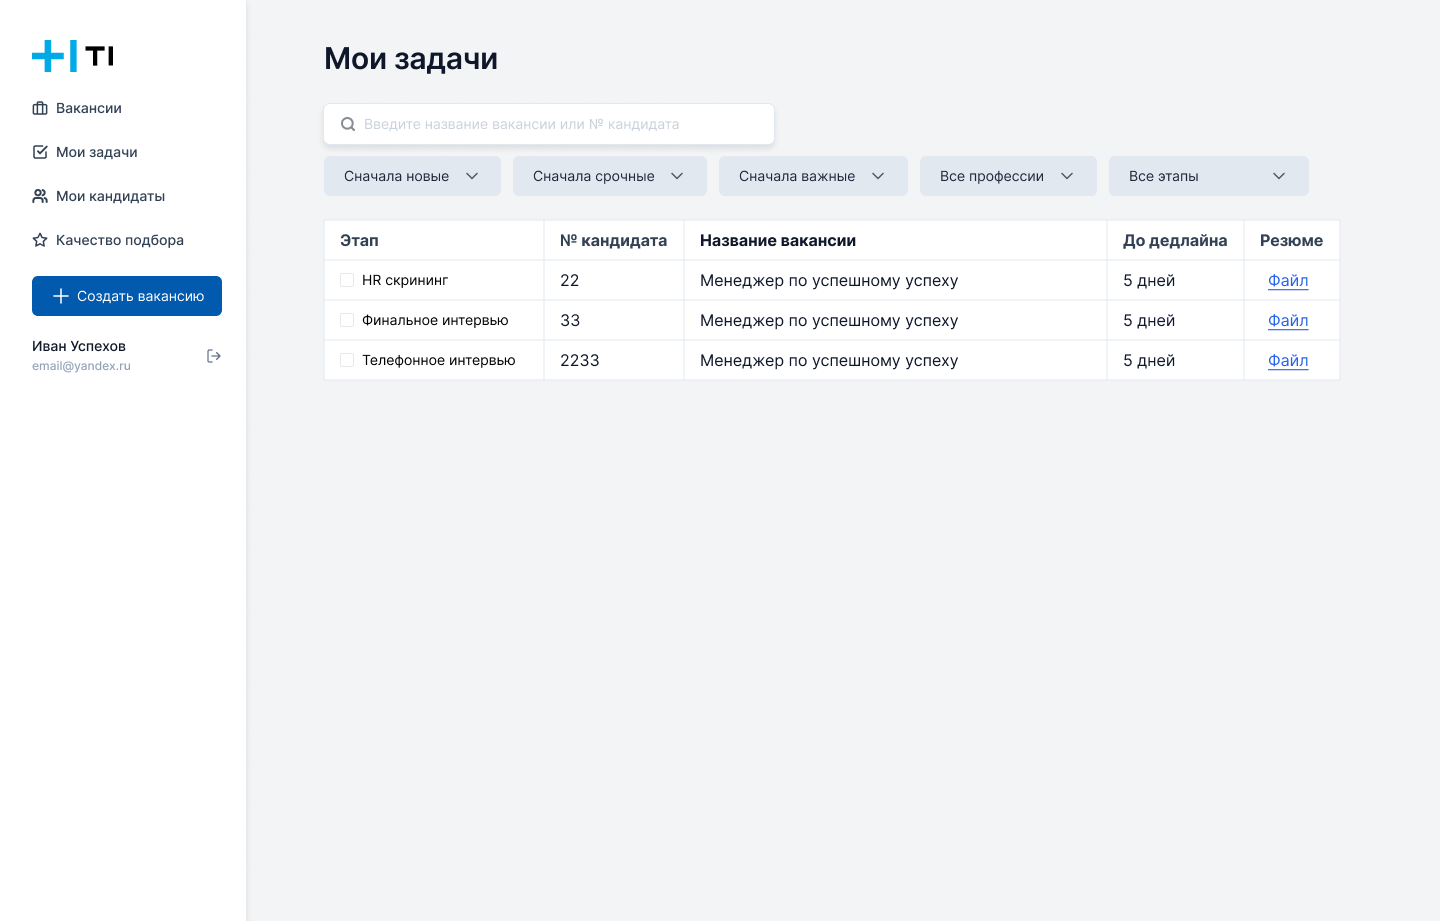 TI
Вакансии
Мои задачи
Мои кандидаты
Качество подбора
Создать вакансию
Иван Успехов
email@yandex.ru
Мои задачи
Введите название вакансии или № кандидата
Сначала новые Сначала срочные Сначала важные Все профессии Все этапы
Этап № кандидата Название вакансии До дедлайна Резюме
HR скрининг 22 Менеджер по успешному успеху 5 дней Файл
Финальное интервью 33 Менеджер по успешному успеху 5 дней Файл
Телефонное интервью 2233 Менеджер по успешному успеху 5 дней Файл